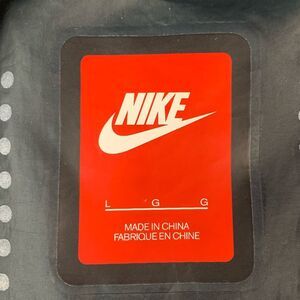 NIKE
L G G
MADE IN CHINA
FABRIQUE EN CHINE